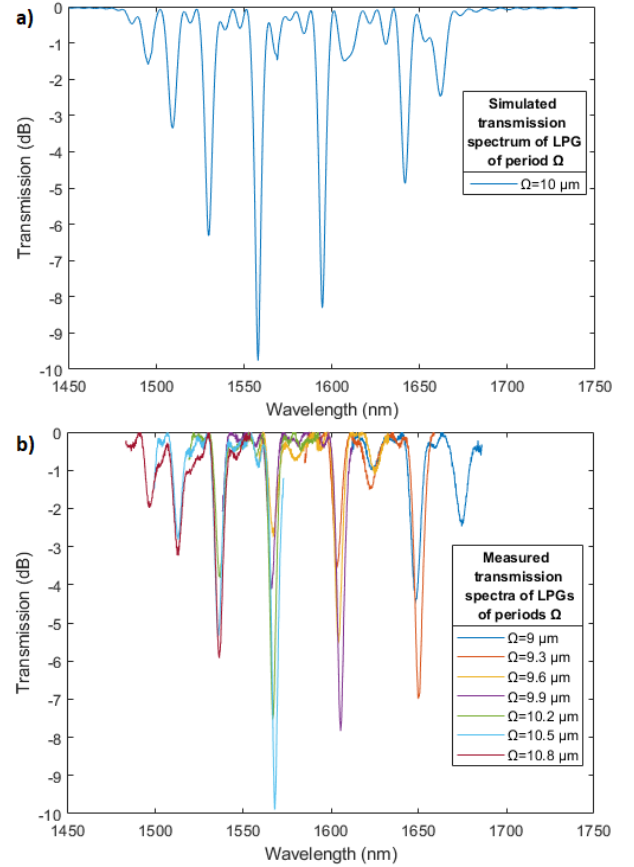 a)
0
-1
-2
-3
-4
-5
-6
-7
-8
-9
-10
Transmission (dB)
Simulated
transmission
spectrum of LPG
of period Ω
Ω=10 µm
1450 1500 1550 1600 1650 1700 1750
Wavelength (nm)
b)
0
-1
-2
-3
-4
-5
-6
-7
-8
-9
-10
Transmission (dB)
Measured
transmission
spectra of LPGs
of periods Ω
Ω=9 µm
Ω=9.3 µm
Ω=9.6 µm
Ω=9.9 µm
Ω=10.2 µm
Ω=10.5 µm
Ω=10.8 µm
1450 1500 1550 1600 1650 1700 1750
Wavelength (nm)